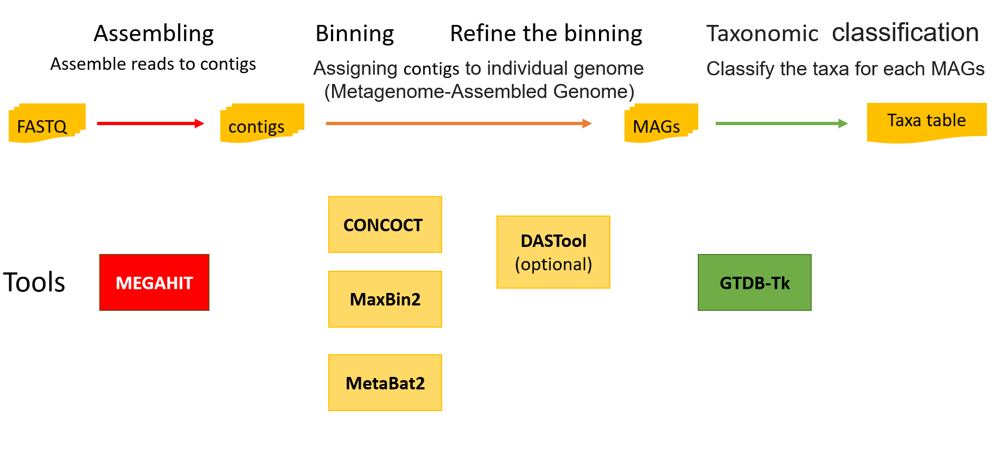 Assembling
Binning
Refine the binning
Taxonomic classification
Assemble reads to contigs
Assigning contigs to individual genome
(Metagenome-Assembled Genome)
Classify the taxa for each MAGs
FASTQ
contigs
MAGs
Taxa table
Tools
MEGAHIT
CONCOCT
MaxBin2
MetaBat2
DASTool
(optional)
GTDB-Tk